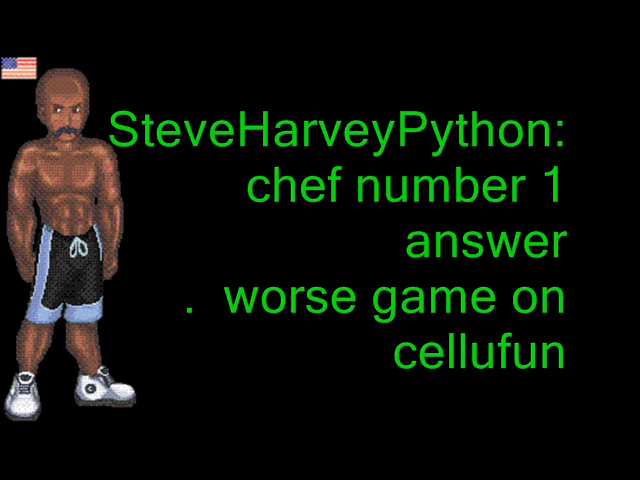 SteveHarveyPython:
chef number 1
answer
.  worse game on
cellufun